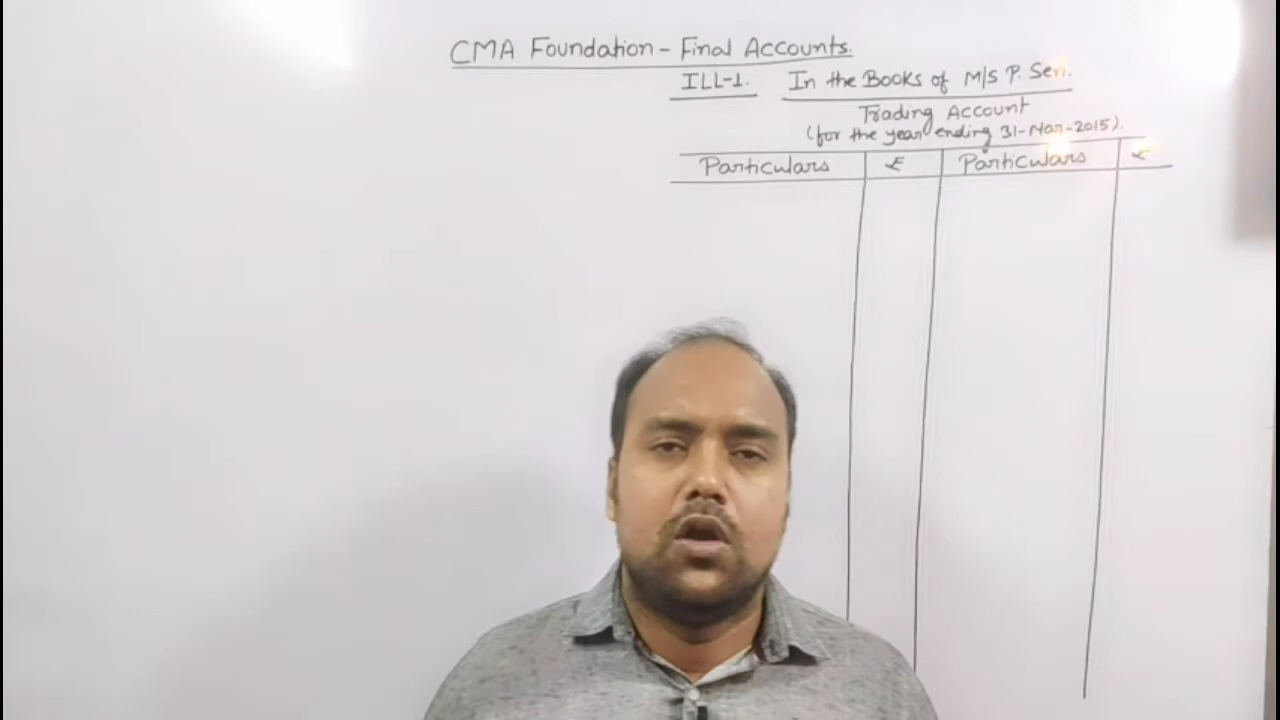 CMA Foundation - Final Accounts.
ILL-1. In the Books of M/S P. Sen.
Trading Account
(for the year ending 31-Mar-2015).
Particulars ₹ Particulars ₹